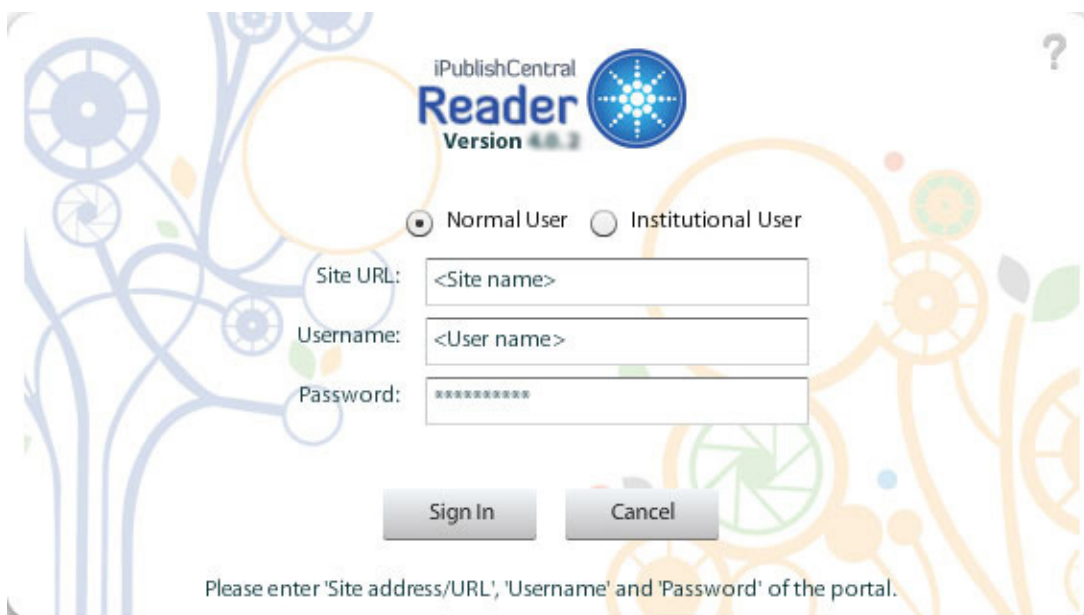 iPublishCentral
Reader
Version
?
Normal User Institutional User
Site URL: <Site name>
Username: <User name>
Password: **********
Sign In Cancel
Please enter 'Site address/URL', 'Username' and 'Password' of the portal.